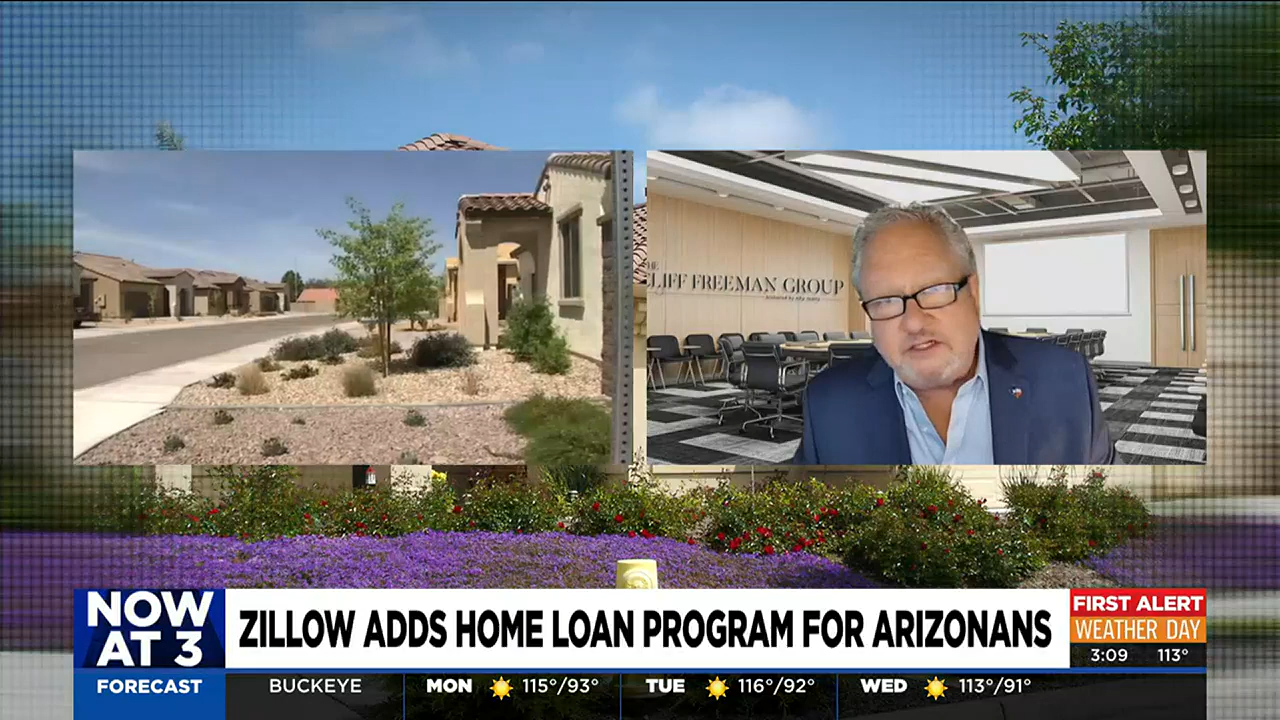 THE
CLIFF FREEMAN GROUP
NOW
AT 3
ZILLOW ADDS HOME LOAN PROGRAM FOR ARIZONANS
FIRST ALERT
WEATHER DAY
3:09 113°
FORECAST
BUCKEYE
MON 115°/93°
TUE 116°/92°
WED 113°/91°